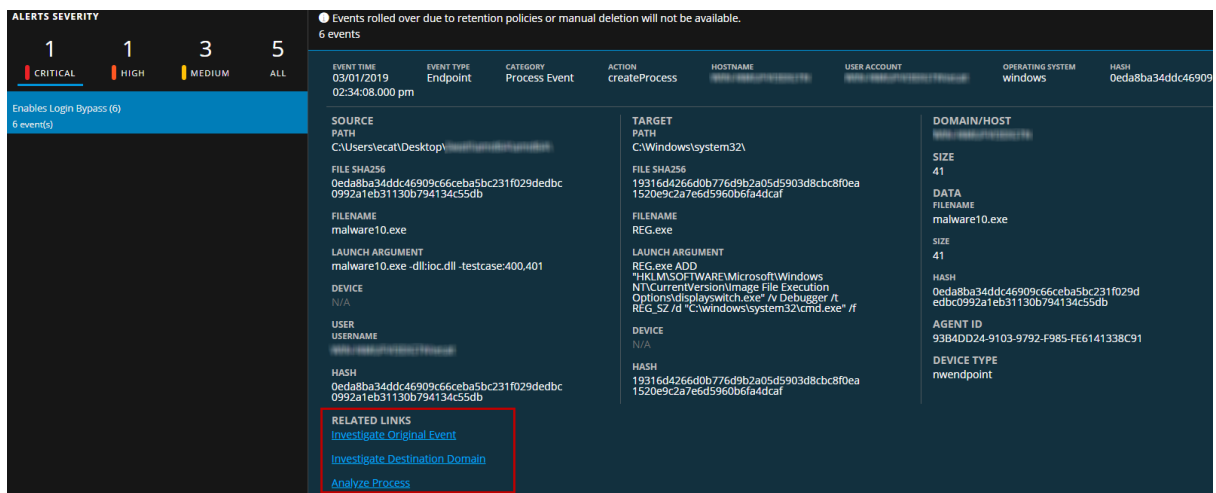 ALERTS SEVERITY
1 1 3 5
CRITICAL HIGH MEDIUM ALL
Enables Login Bypass (6)
6 event(s)
Events rolled over due to retention policies or manual deletion will not be available.
6 events
EVENT TIME EVENT TYPE CATEGORY ACTION HOSTNAME USER ACCOUNT OPERATING SYSTEM HASH
03/01/2019 Endpoint Process Event createProcess windows 0eda8ba34ddc46909
02:34:08.000 pm
SOURCE
PATH
C:\Users\ecat\Desktop\
FILE SHA256
0eda8ba34ddc46909c66ceba5bc231f029dedbc
0992a1eb31130b794134c55db
FILENAME
malware10.exe
LAUNCH ARGUMENT
malware10.exe -dll:ioc.dll -testcase:400,401
DEVICE
N/A
USER
USERNAME
HASH
0eda8ba34ddc46909c66ceba5bc231f029dedbc
0992a1eb31130b794134c55db
RELATED LINKS
Investigate Original Event
Investigate Destination Domain
Analyze Process
TARGET
PATH
C:\Windows\system32\
FILE SHA256
19316d4266d0b776d9b2a05d5903d8cbc8f0ea
1520e9c2a7e6d5960b6fa4dcaf
FILENAME
REG.exe
LAUNCH ARGUMENT
REG.exe ADD
"HKLM\SOFTWARE\Microsoft\Windows
NT\CurrentVersion\Image File Execution
Options\displayswitch.exe" /v Debugger /t
REG_SZ /d "C:\windows\system32\cmd.exe" /f
DEVICE
N/A
HASH
19316d4266d0b776d9b2a05d5903d8cbc8f0ea
1520e9c2a7e6d5960b6fa4dcaf
DOMAIN/HOST
SIZE
41
DATA
FILENAME
malware10.exe
SIZE
41
HASH
0eda8ba34ddc46909c66ceba5bc231f029d
edbc0992a1eb31130b794134c55db
AGENT ID
93B4DD24-9103-9792-F985-FE6141338C91
DEVICE TYPE
nwendpoint